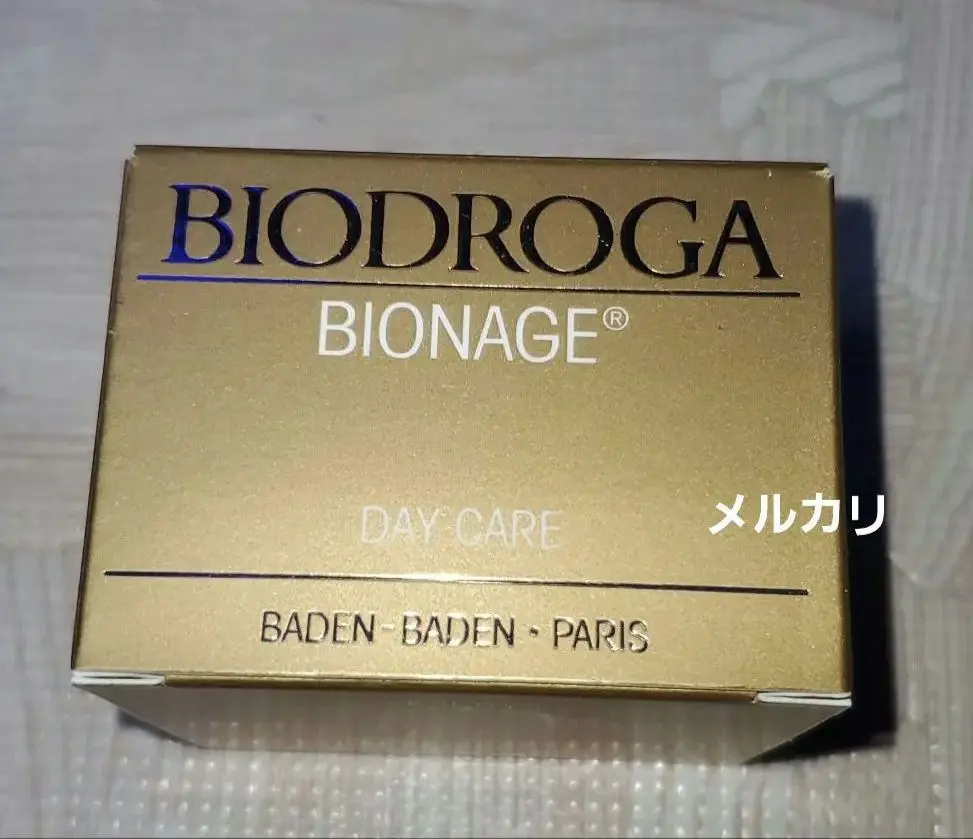 BIODROGA
BIONAGE®
DAY CARE
メルカリ
BADEN-BADEN · PARIS